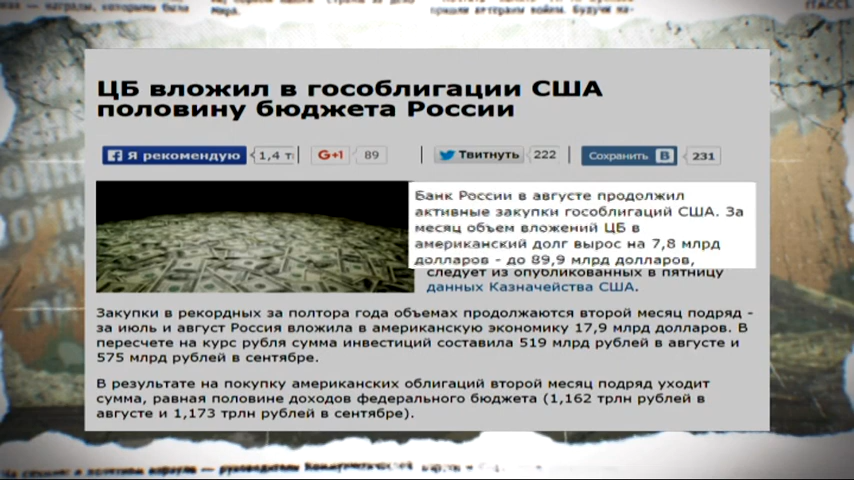 ЦБ вложил в гособлигации США
половину бюджета России
Я рекомендую
1,4 т
G+1
89
Твитнуть
222
Сохранить
В
231
Банк России в августе продолжил
активные закупки гособлигаций США. За
месяц объем вложений ЦБ в
американский долг вырос на 7,8 млрд
долларов - до 89,9 млрд долларов,
следует из опубликованных в пятницу
данных Казначейства США.
Закупки в рекордных за полтора года объемах продолжаются второй месяц подряд -
за июль и август Россия вложила в американскую экономику 17,9 млрд долларов. В
пересчете на курс рубля сумма инвестиций составила 519 млрд рублей в августе и
575 млрд рублей в сентябре.
В результате на покупку американских облигаций второй месяц подряд уходит
сумма, равная половине доходов федерального бюджета (1,162 трлн рублей в
августе и 1,173 трлн рублей в сентябре).